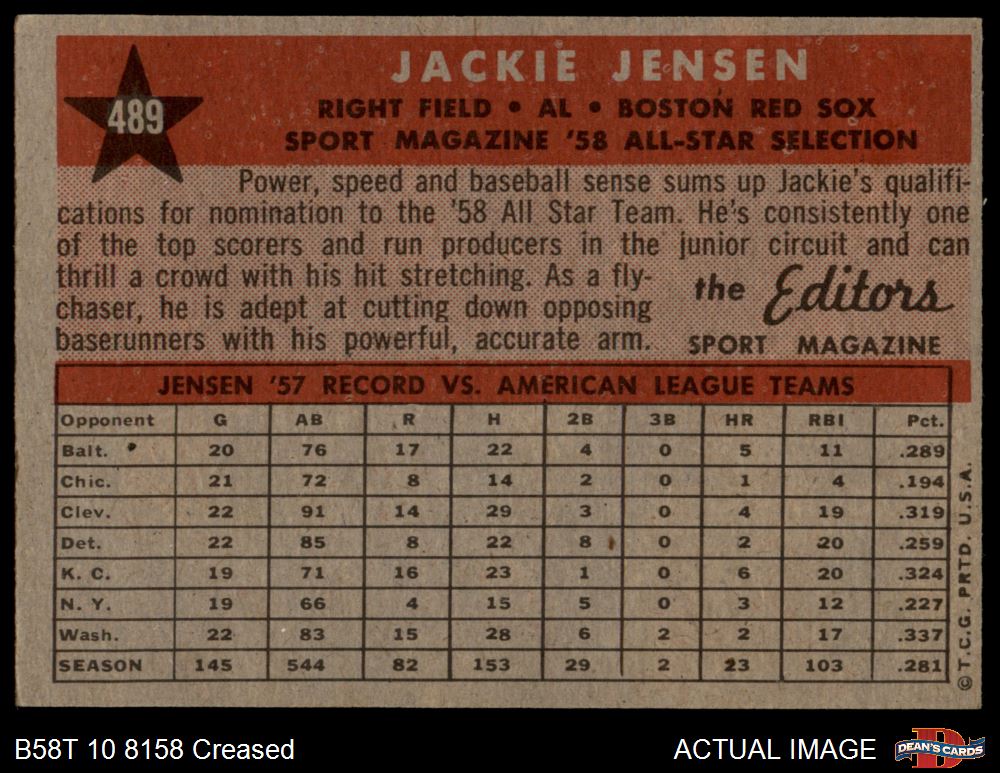 489
JACKIE JENSEN
RIGHT FIELD • AL • BOSTON RED SOX
SPORT MAGAZINE '58 ALL-STAR SELECTION
Power, speed and baseball sense sums up Jackie's qualifi-
cations for nomination to the '58 All Star Team. He's consistently one
of the top scorers and run producers in the junior circuit and can
thrill a crowd with his hit stretching. As a fly-
chaser, he is adept at cutting down opposing
baserunners with his powerful, accurate arm.
the Editors
SPORT MAGAZINE
JENSEN '57 RECORD VS. AMERICAN LEAGUE TEAMS
Opponent G AB R H 2B 3B HR RBI Pct.
Balt. 20 76 17 22 4 0 5 11 .289
Chic. 21 72 8 14 2 0 1 4 .194
Clev. 22 91 14 29 3 0 4 19 .319
Det. 22 85 8 22 8 0 2 20 .259
K. C. 19 71 16 23 1 0 6 20 .324
N. Y. 19 66 4 15 5 0 3 12 .227
Wash. 22 83 15 28 6 2 2 17 .337
SEASON 145 544 82 153 29 2 23 103 .281
© T.C.G. PRTD. U.S.A.
B58T 10 8158 Creased
ACTUAL IMAGE
D
DEAN'S CARDS